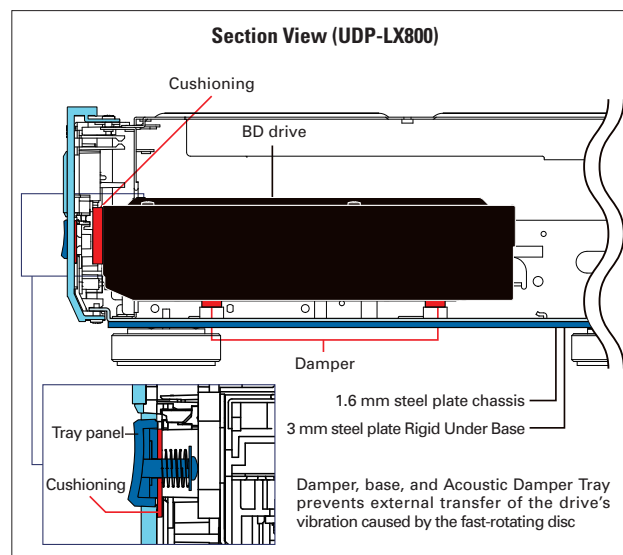 Section View (UDP-LX800)
Cushioning
BD drive
Damper
1.6 mm steel plate chassis
3 mm steel plate Rigid Under Base
Tray panel
Cushioning
Damper, base, and Acoustic Damper Tray
prevents external transfer of the drive’s
vibration caused by the fast-rotating disc